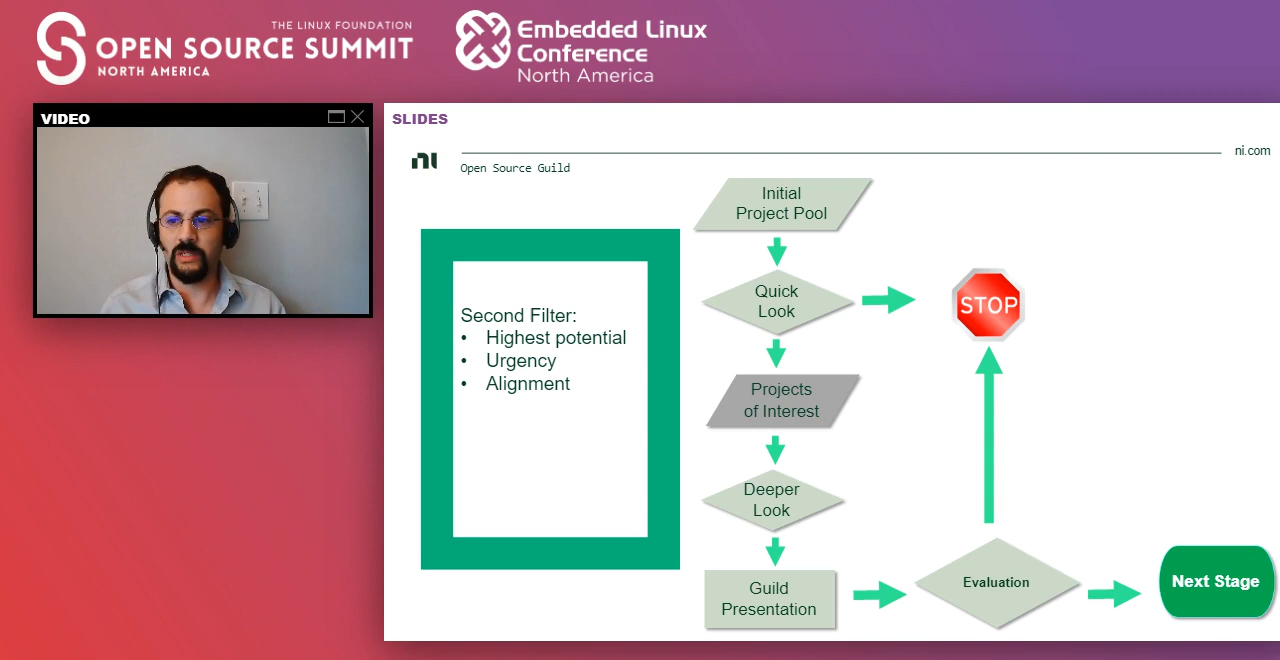 THE LINUX FOUNDATION
OPEN SOURCE SUMMIT
NORTH AMERICA
Embedded Linux
Conference
North America
VIDEO
SLIDES
ni
ni.com
Open Source Guild
Initial
Project Pool
Quick
Look
STOP
Second Filter:
• Highest potential
• Urgency
• Alignment
Projects
of Interest
Deeper
Look
Guild
Presentation
Evaluation
Next Stage